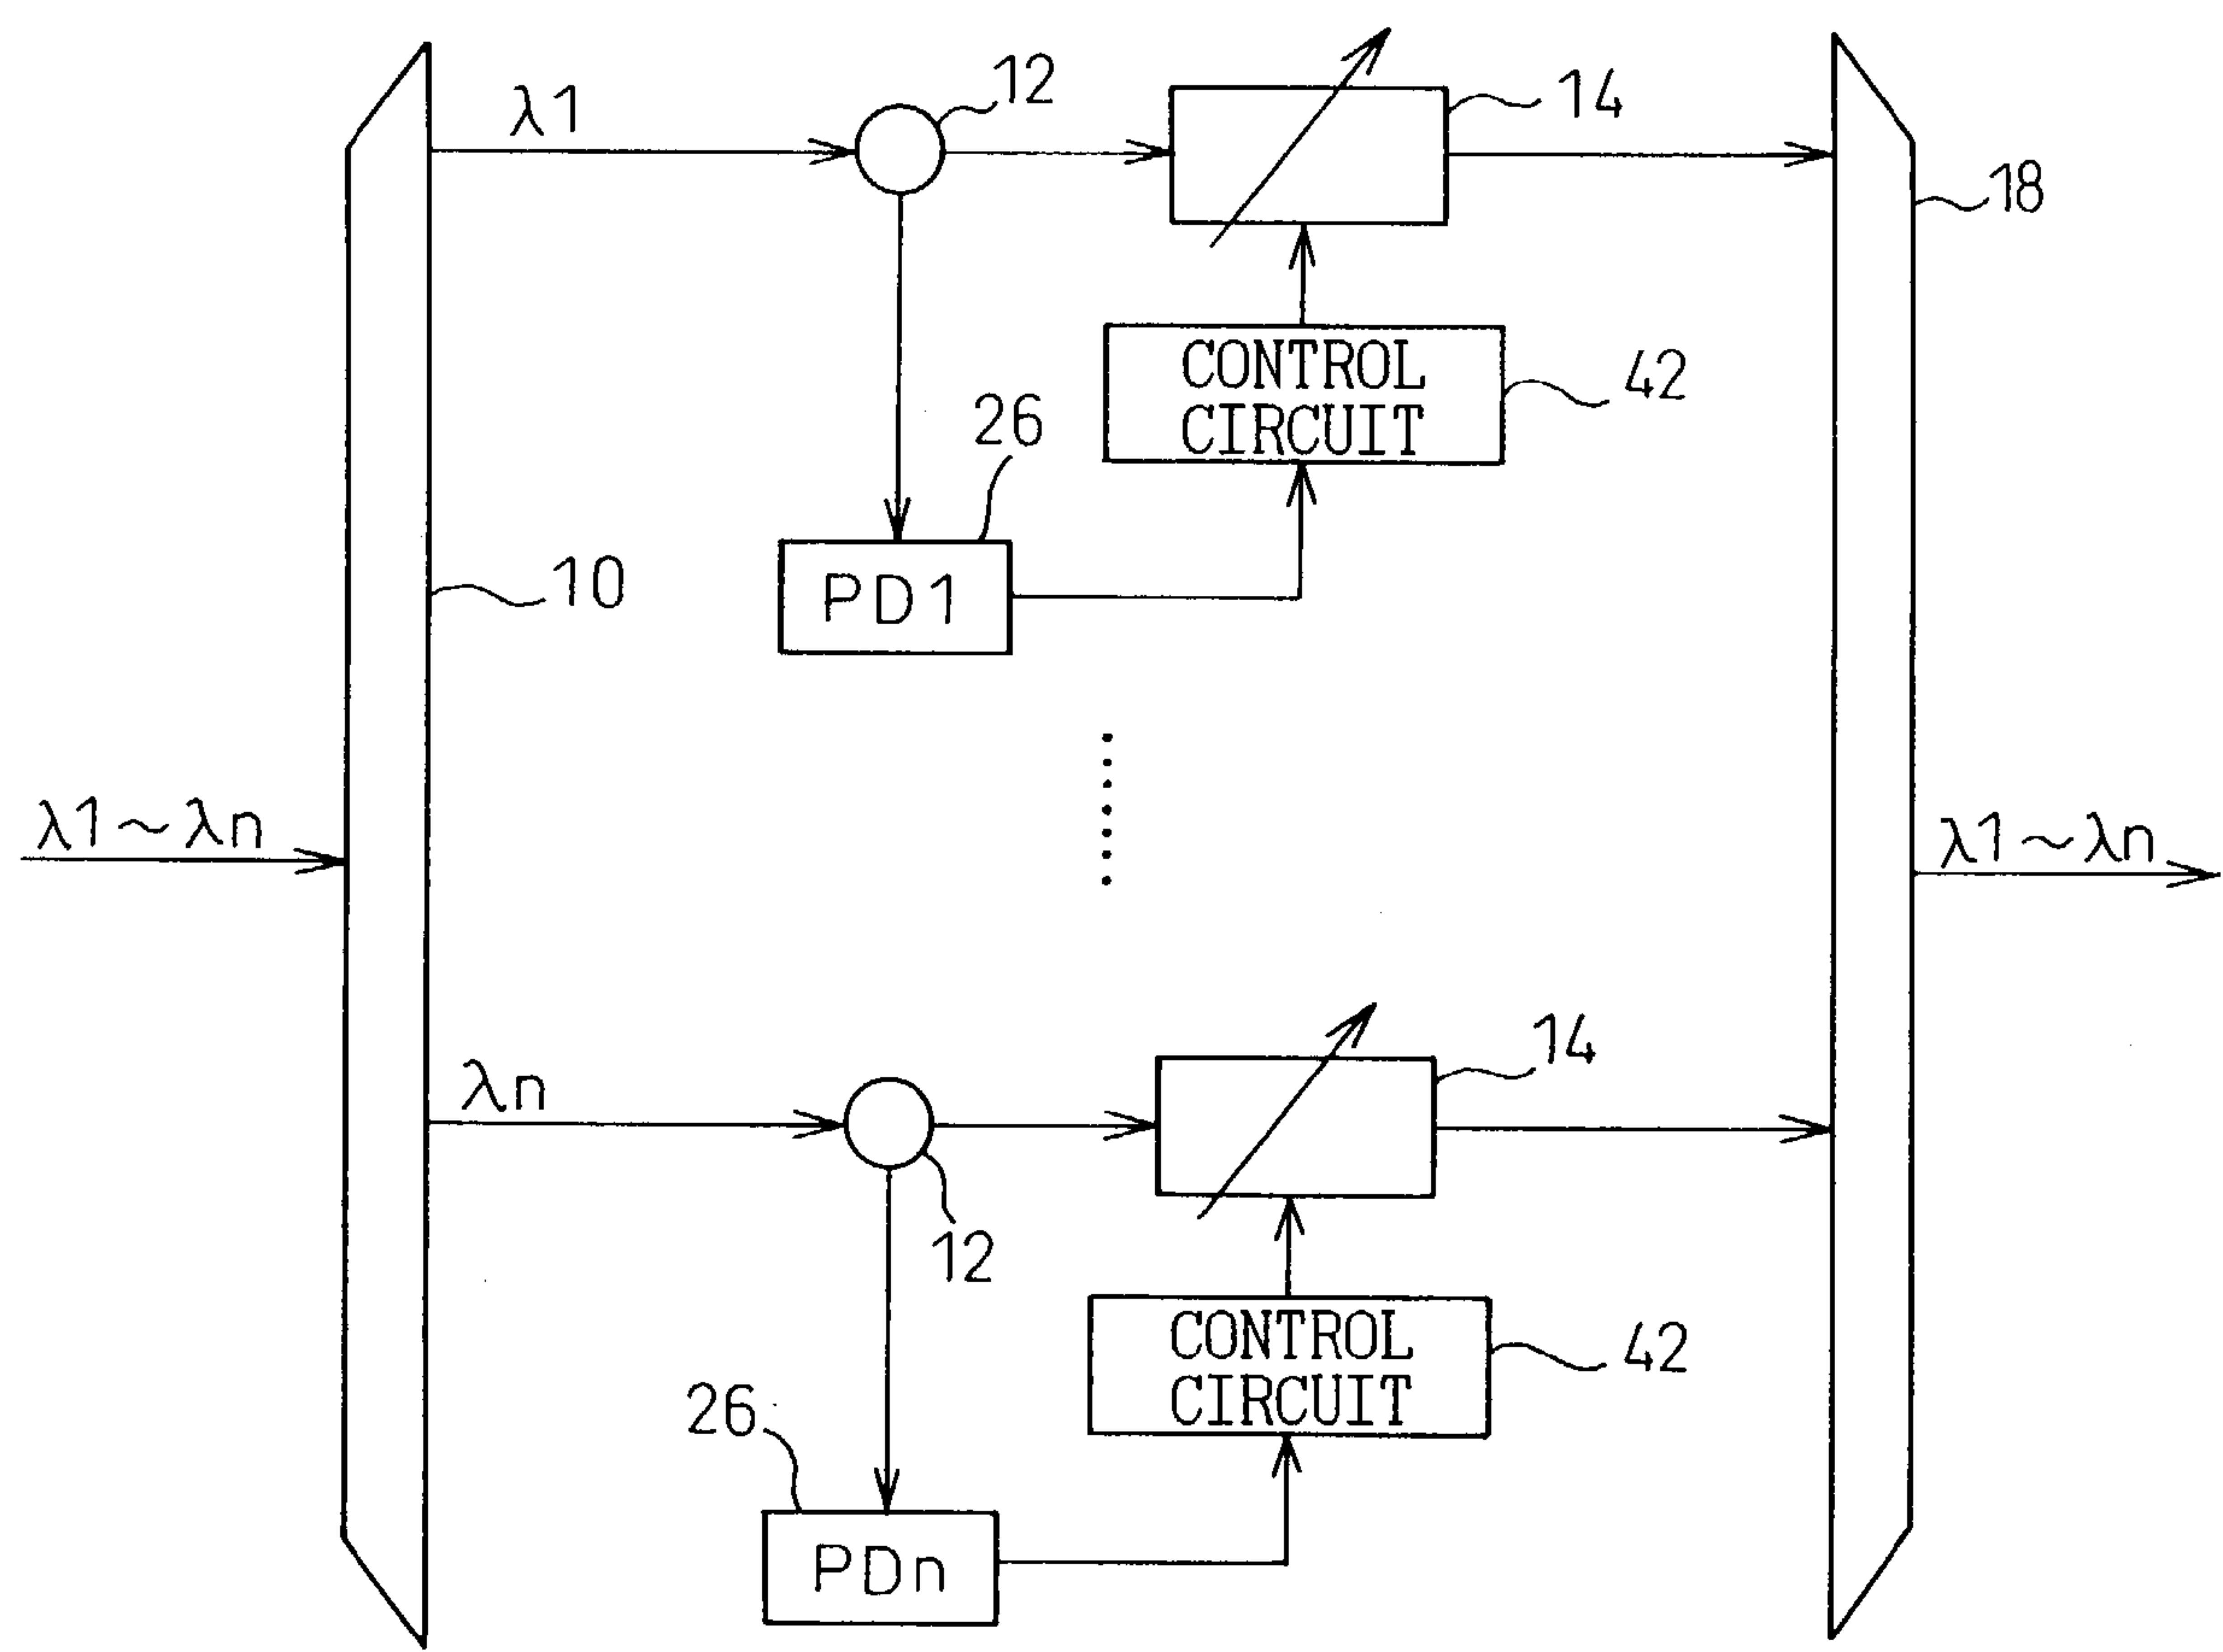 λ1
12
14
18
CONTROL
CIRCUIT
42
26
PD1
10
λ1~λn
λ1~λn
λn
12
14
CONTROL
CIRCUIT
42
26
PDn